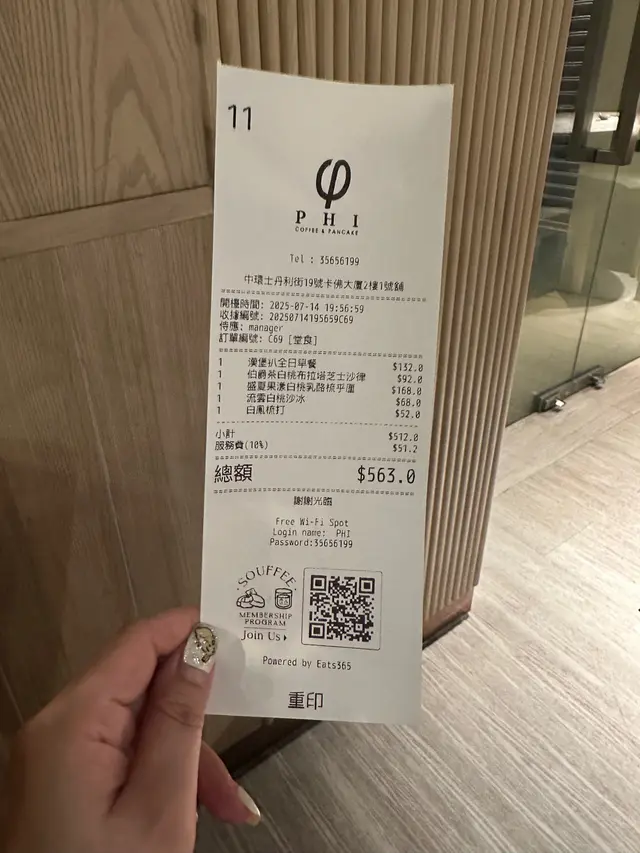 11
φ
PHI
COFFEE & PANCAKE
Tel : 35656199
中環士丹利街19號卡佛大廈2樓1號舖
開檯時間: 2025-07-14 19:56:59
收據編號: 20250714195659C69
侍應: manager
訂單編號: C69 [堂食]
1 漢堡扒全日早餐 $132.0
1 伯爵茶白桃布拉塔芝士沙律 $92.0
1 盛夏果漾白桃乳酪梳乎厘 $168.0
1 流雲白桃沙冰 $68.0
1 白鳳梳打 $52.0
小計 $512.0
服務費(10%) $51.2
總額 $563.0
謝謝光臨
Free Wi-Fi Spot
Login name: PHI
Password:35656199
SOUFFEE
MEMBERSHIP
PROGRAM
Join Us
Powered by Eats365
重印